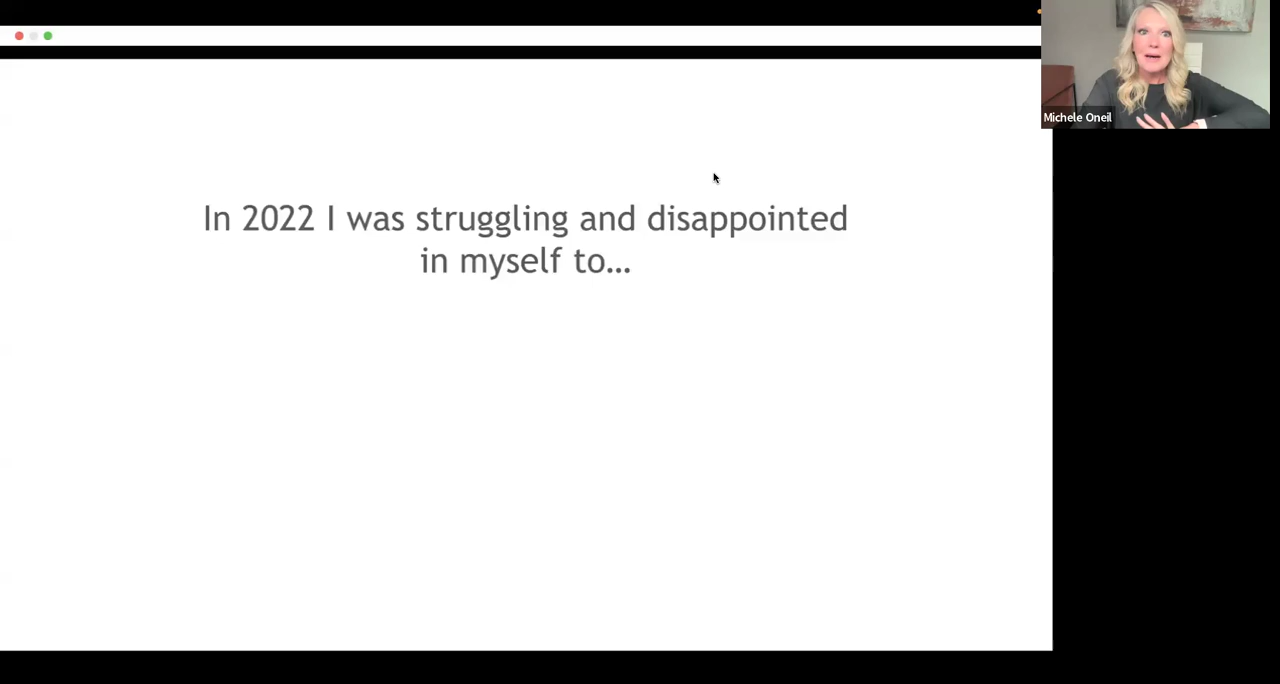 In 2022 I was struggling and disappointed
in myself to...
Michele Oneil